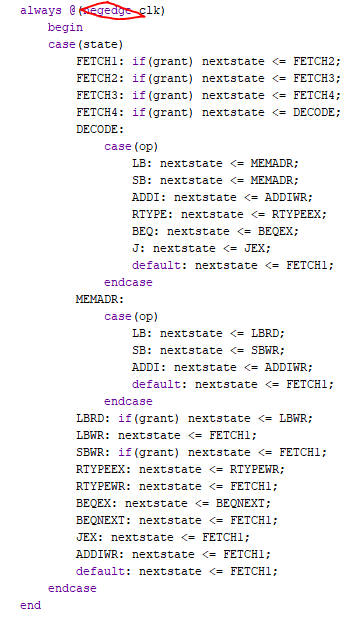 always @(negedge clk)
begin
case(state)
FETCH1: if(grant) nextstate <= FETCH2;
FETCH2: if(grant) nextstate <= FETCH3;
FETCH3: if(grant) nextstate <= FETCH4;
FETCH4: if(grant) nextstate <= DECODE;
DECODE:
case(op)
LB: nextstate <= MEMADR;
SB: nextstate <= MEMADR;
ADDI: nextstate <= ADDIWR;
RTYPE: nextstate <= RTYPEEX;
BEQ: nextstate <= BEQEX;
J: nextstate <= JEX;
default: nextstate <= FETCH1;
endcase
MEMADR:
case(op)
LB: nextstate <= LBRD;
SB: nextstate <= SBWR;
ADDI: nextstate <= ADDIWR;
default: nextstate <= FETCH1;
endcase
LBRD: if(grant) nextstate <= LBWR;
LBWR: nextstate <= FETCH1;
SBWR: if(grant) nextstate <= FETCH1;
RTYPEEX: nextstate <= RTYPEWR;
RTYPEWR: nextstate <= FETCH1;
BEQEX: nextstate <= BEQNEXT;
BEQNEXT: nextstate <= FETCH1;
JEX: nextstate <= FETCH1;
ADDIWR: nextstate <= FETCH1;
default: nextstate <= FETCH1;
endcase
end